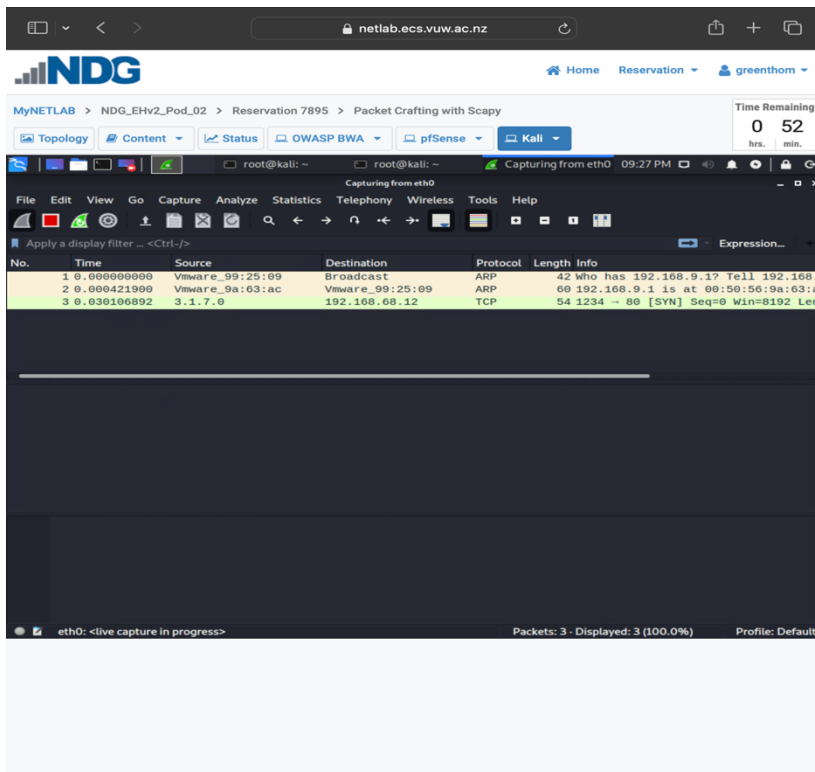 netlab.ecs.vuw.ac.nz
NDG Home Reservation greenthom
MyNETLAB > NDG_EHv2_Pod_02 > Reservation 7895 > Packet Crafting with Scapy
Time Remaining
0 52
hrs. min.
Topology Content Status OWASP BWA pfSense Kali
root@kali: ~ root@kali: ~ Capturing from eth0 09:27 PM
Capturing from eth0
File Edit View Go Capture Analyze Statistics Telephony Wireless Tools Help
Apply a display filter ... <Ctrl-/> Expression... +
No. Time Source Destination Protocol Length Info
1 0.000000000 Vmware_99:25:09 Broadcast ARP 42 Who has 192.168.9.1? Tell 192.168.
2 0.000421900 Vmware_9a:63:ac Vmware_99:25:09 ARP 60 192.168.9.1 is at 00:50:56:9a:63:
3 0.030106892 3.1.7.0 192.168.68.12 TCP 54 1234 → 80 [SYN] Seq=0 Win=8192 Len
eth0: <live capture in progress> Packets: 3 · Displayed: 3 (100.0%) Profile: Default